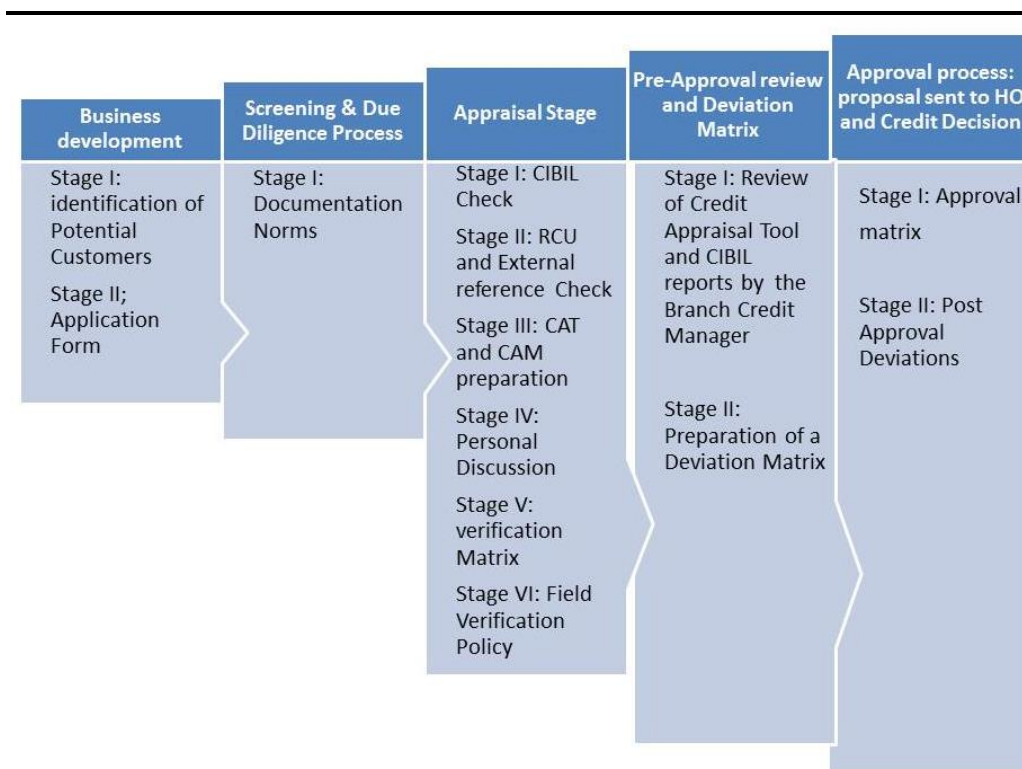 Business
development
Stage I:
identification of
Potential
Customers
Stage II;
Application
Form
Screening & Due
Diligence Process
Stage I:
Documentation
Norms
Appraisal Stage
Stage I: CIBIL
Check
Stage II: RCU
and External
reference Check
Stage III: CAT
and CAM
preparation
Stage IV:
Personal
Discussion
Stage V:
verification
Matrix
Stage VI: Field
Verification
Policy
Pre-Approval review
and Deviation
Matrix
Stage I: Review
of Credit
Appraisal Tool
and CIBIL
reports by the
Branch Credit
Manager
Stage II:
Preparation of a
Deviation Matrix
Approval process:
proposal sent to HO
and Credit Decision
Stage I: Approval
matrix
Stage II: Post
Approval
Deviations